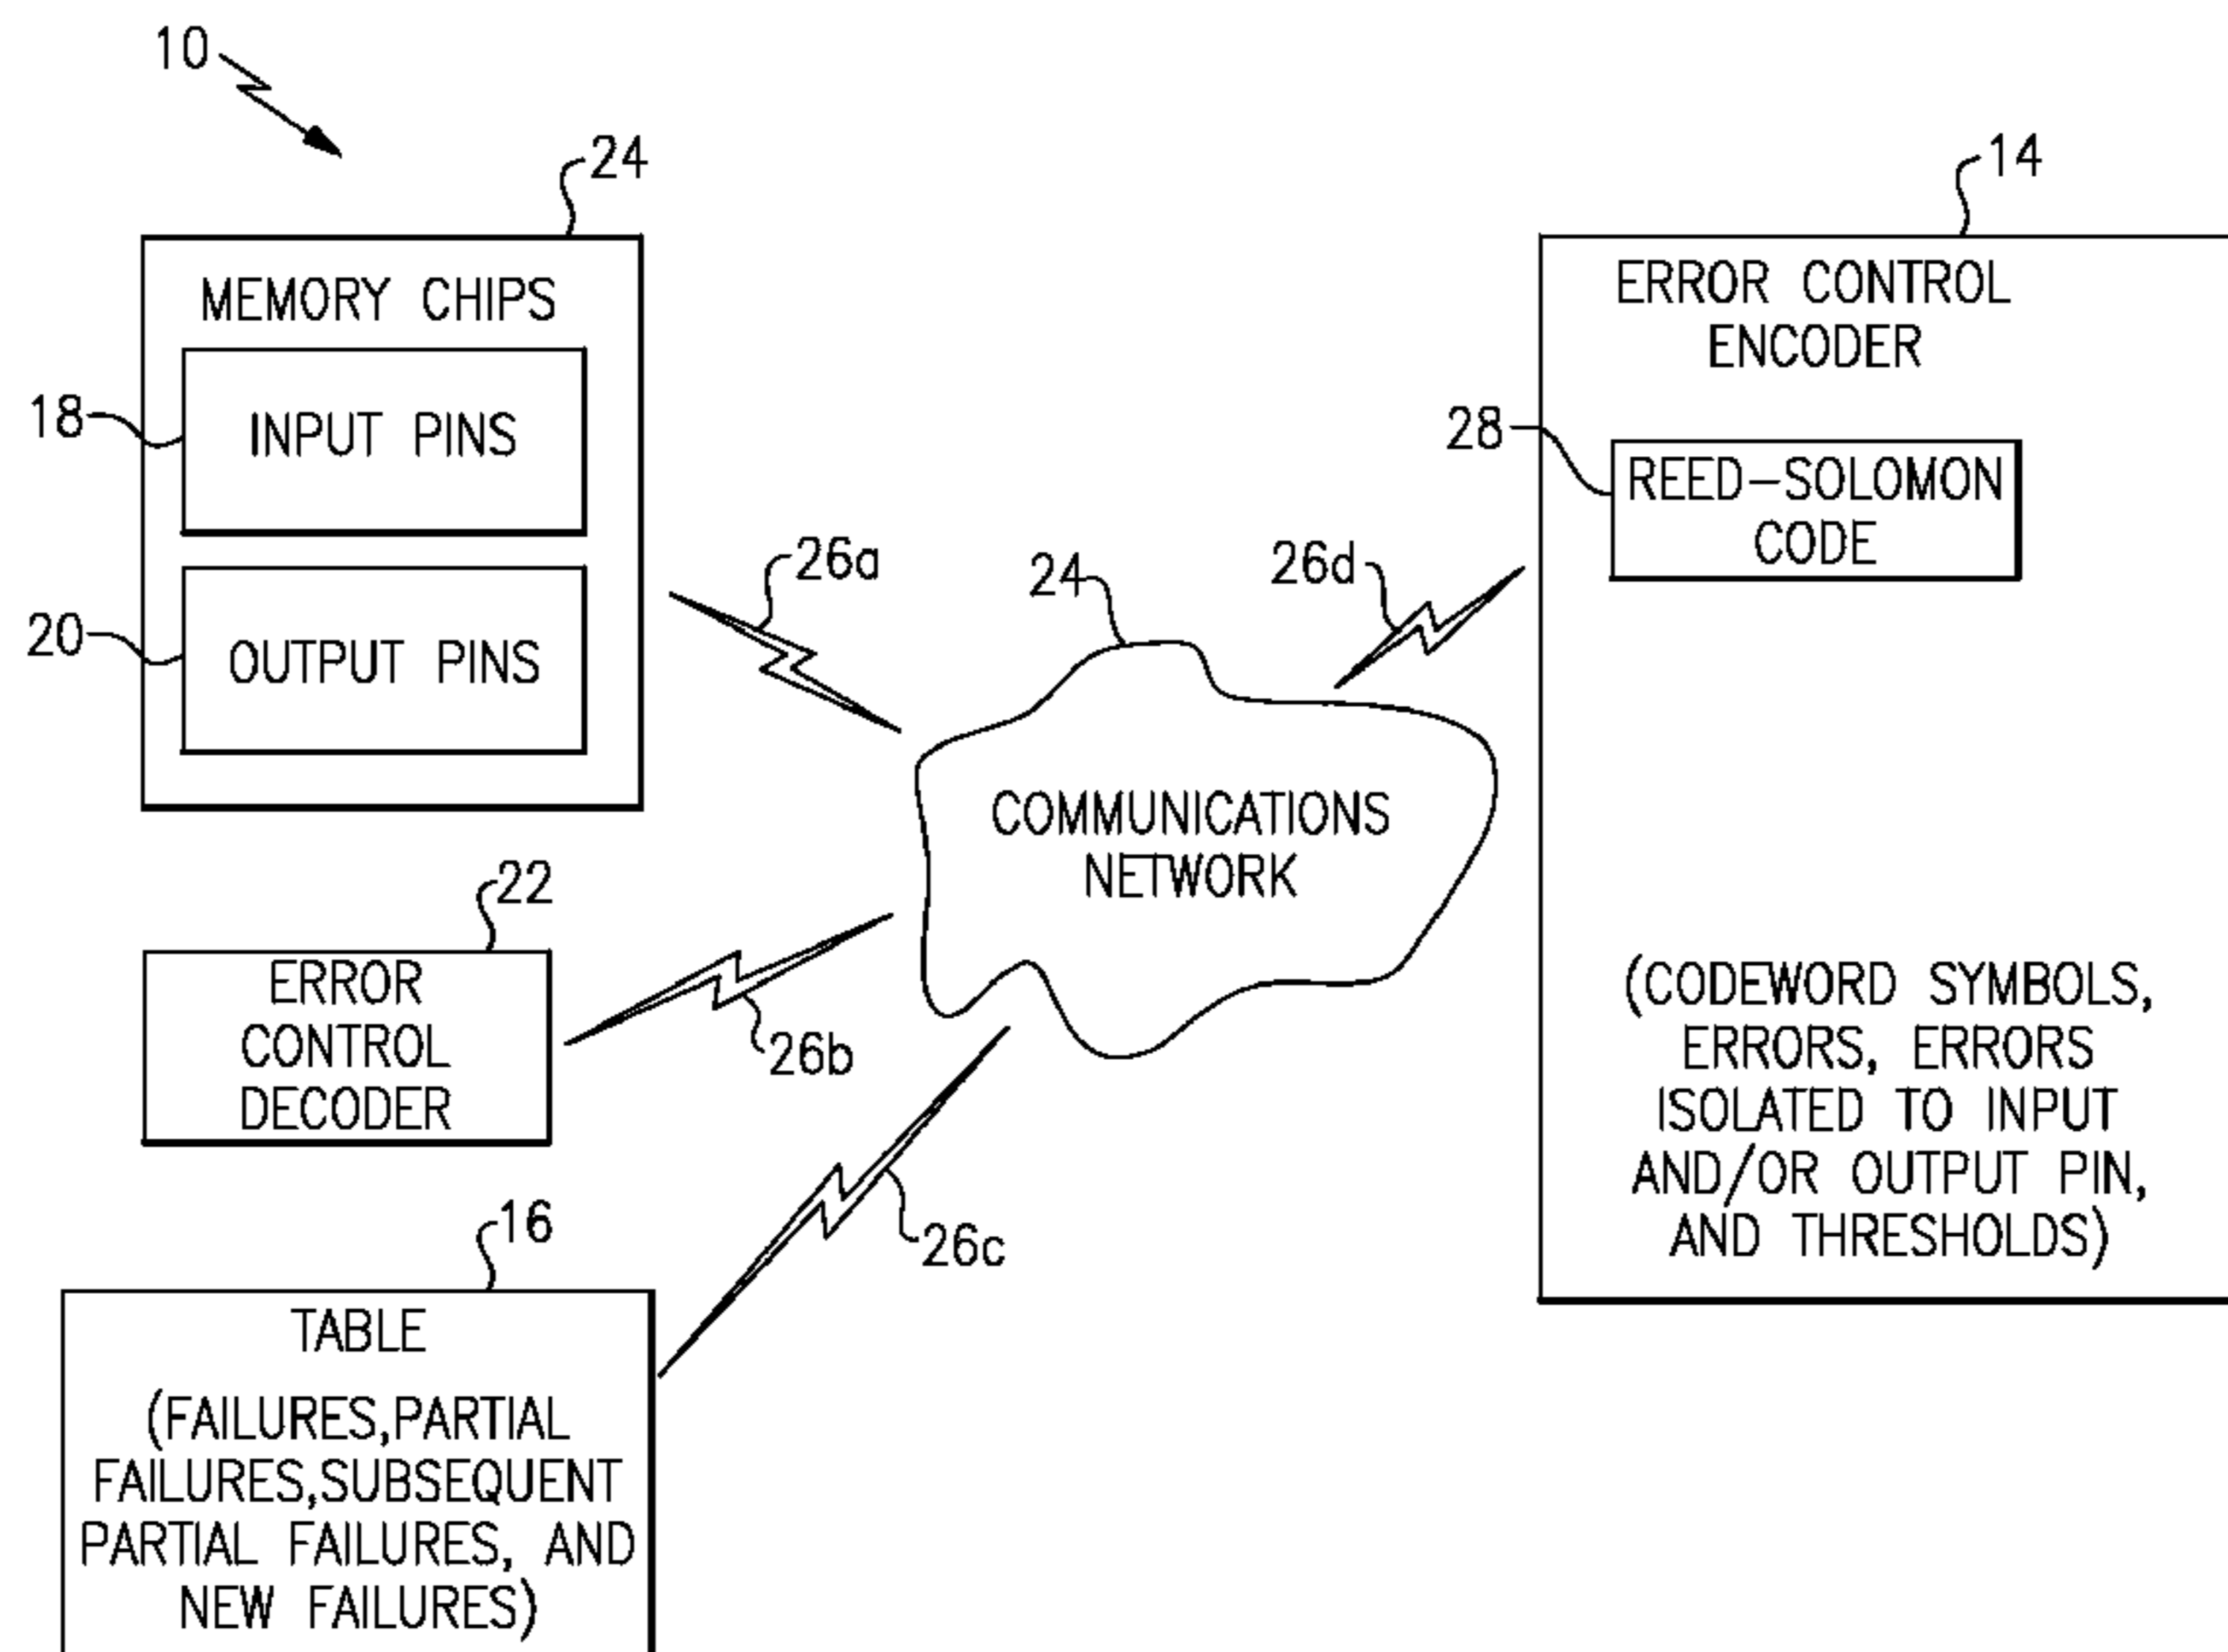 10
24
MEMORY CHIPS
18
INPUT PINS
20
OUTPUT PINS
26a
24
26d
COMMUNICATIONS
NETWORK
14
ERROR CONTROL
ENCODER
28
REED-SOLOMON
CODE
(CODEWORD SYMBOLS,
ERRORS, ERRORS
ISOLATED TO INPUT
AND/OR OUTPUT PIN,
AND THRESHOLDS)
22
ERROR
CONTROL
DECODER
26b
16
26c
TABLE
(FAILURES,PARTIAL
FAILURES,SUBSEQUENT
PARTIAL FAILURES, AND
NEW FAILURES)